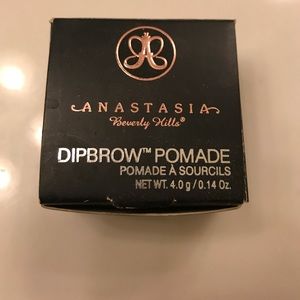 ANASTASIA
Beverly Hills®
DIPBROW™ POMADE
POMADE À SOURCILS
NET WT. 4.0 g / 0.14 Oz.